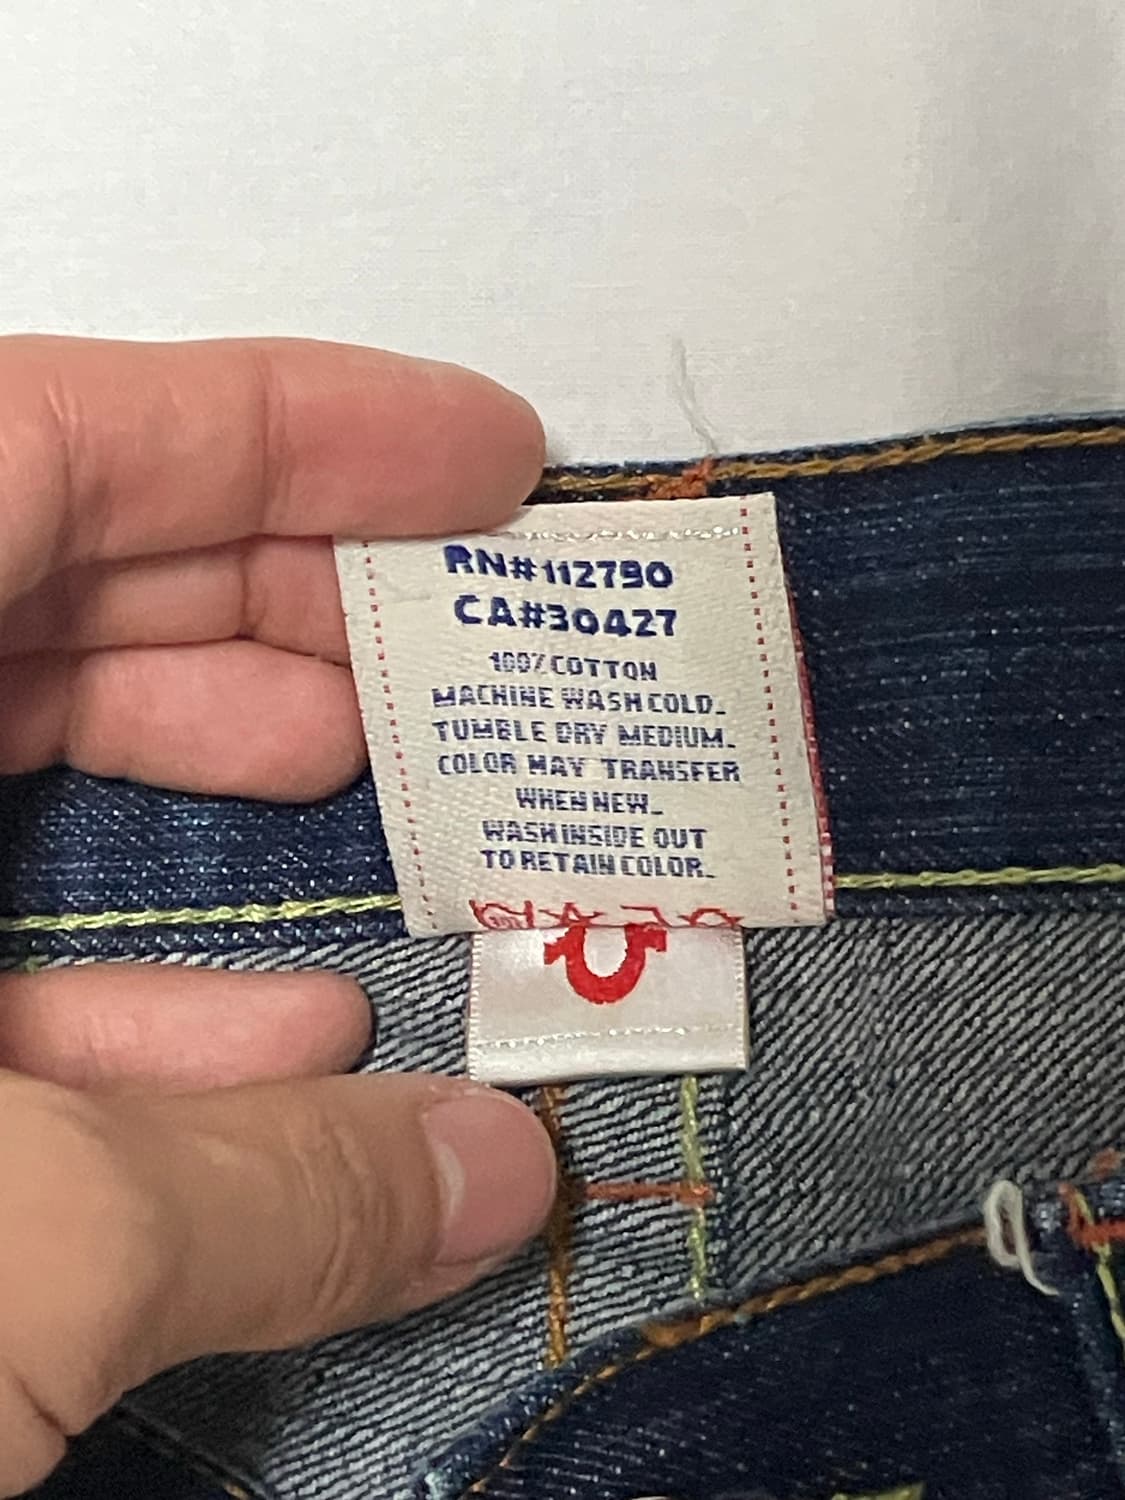 RN#112790
CA#30427
100% COTTON
MACHINE WASH COLD.
TUMBLE DRY MEDIUM.
COLOR MAY TRANSFER
WHEN NEW.
WASH INSIDE OUT
TO RETAIN COLOR.